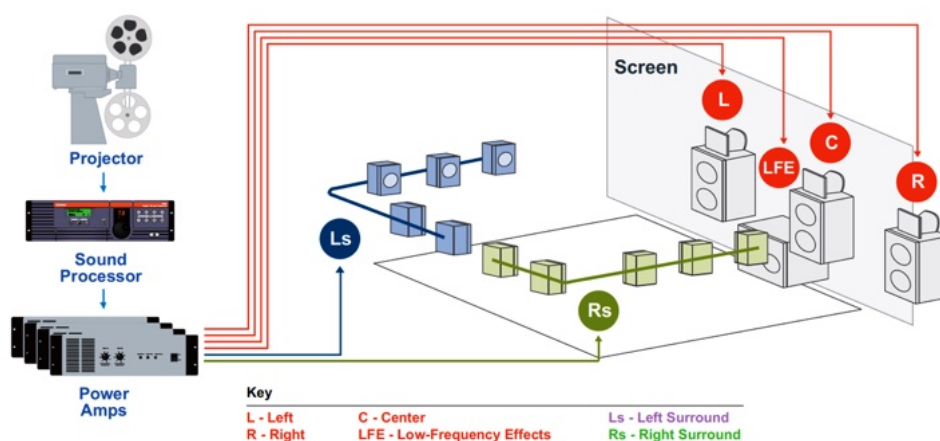 Screen
L
C
LFE
R
Projector
Ls
Sound
Processor
Rs
Power
Amps
Key
L - Left
C - Center
Ls - Left Surround
R - Right
LFE - Low-Frequency Effects
Rs - Right Surround